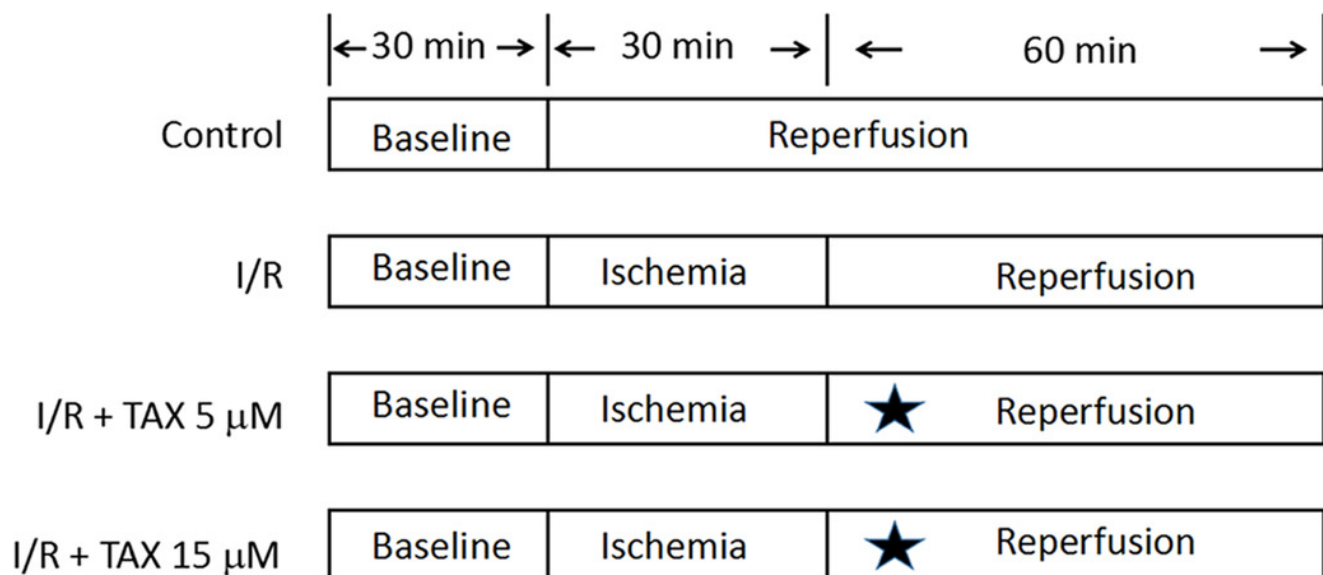 30 min 30 min 60 min
Control Baseline Reperfusion
I/R Baseline Ischemia Reperfusion
I/R + TAX 5 μM Baseline Ischemia Reperfusion
I/R + TAX 15 μM Baseline Ischemia Reperfusion